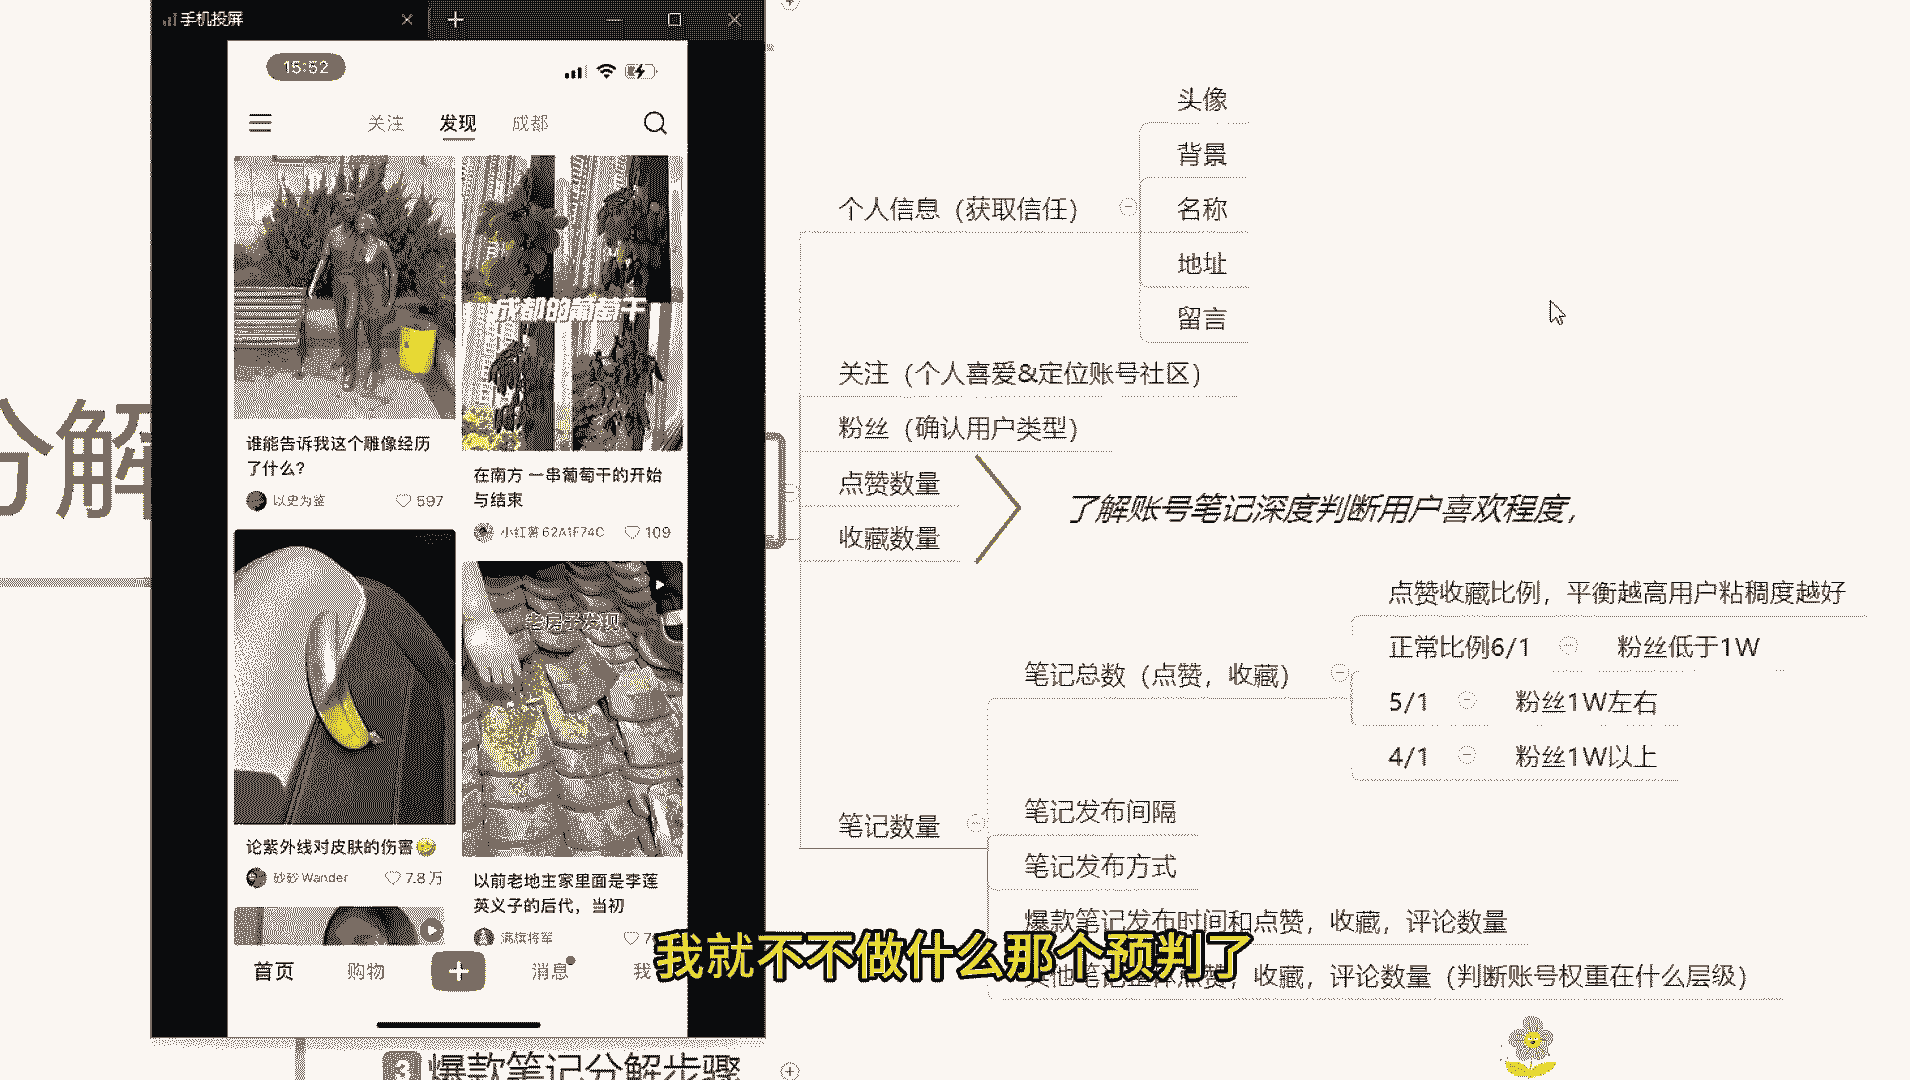 手机投屏
15:52
关注 发现 成都
成都的葡萄干
谁能告诉我这个雕像经历
了什么?
以史为鉴 597
在南方 一串葡萄干的开始
与结束
小红薯62A1F74C 109
老房子发现
论紫外线对皮肤的伤害
砂砂Wander 7.8万
以前老地主家里面是李莲
英义子的后代，当初
满旗将军
首页 购物 消息 我
分解
个人信息（获取信任）
头像
背景
名称
地址
留言
关注（个人喜爱&定位账号社区）
粉丝（确认用户类型）
点赞数量
收藏数量
了解账号笔记深度判断用户喜欢程度，
笔记数量
笔记总数（点赞，收藏）
点赞收藏比例，平衡越高用户粘稠度越好
正常比例6/1 粉丝低于1W
5/1 粉丝1W左右
4/1 粉丝1W以上
笔记发布间隔
笔记发布方式
爆款笔记发布时间和点赞，收藏，评论数量
其他笔记整体点赞，收藏，评论数量（判断账号权重在什么层级）
我就不不做什么那个预判了
3 爆款笔记分解步骤